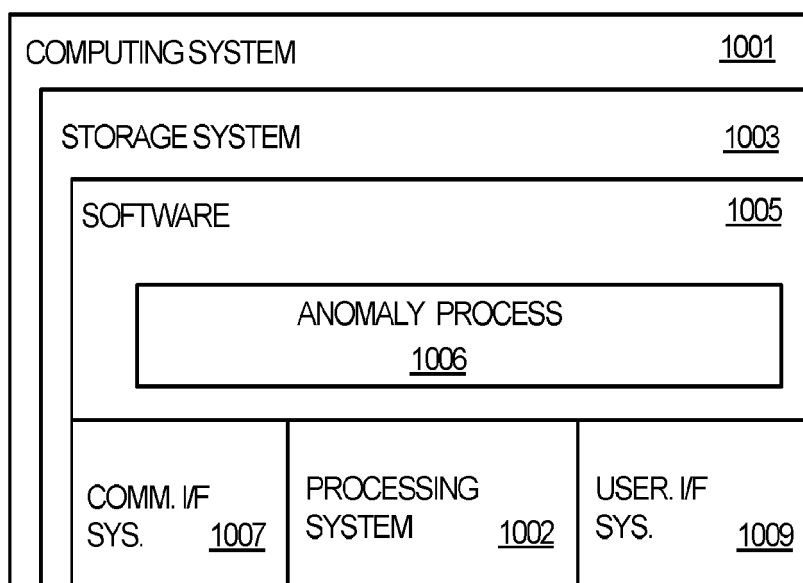 COMPUTING SYSTEM 1001
STORAGE SYSTEM 1003
SOFTWARE 1005
ANOMALY PROCESS
1006
COMM. I/F
SYS. 1007
PROCESSING
SYSTEM 1002
USER. I/F
SYS. 1009